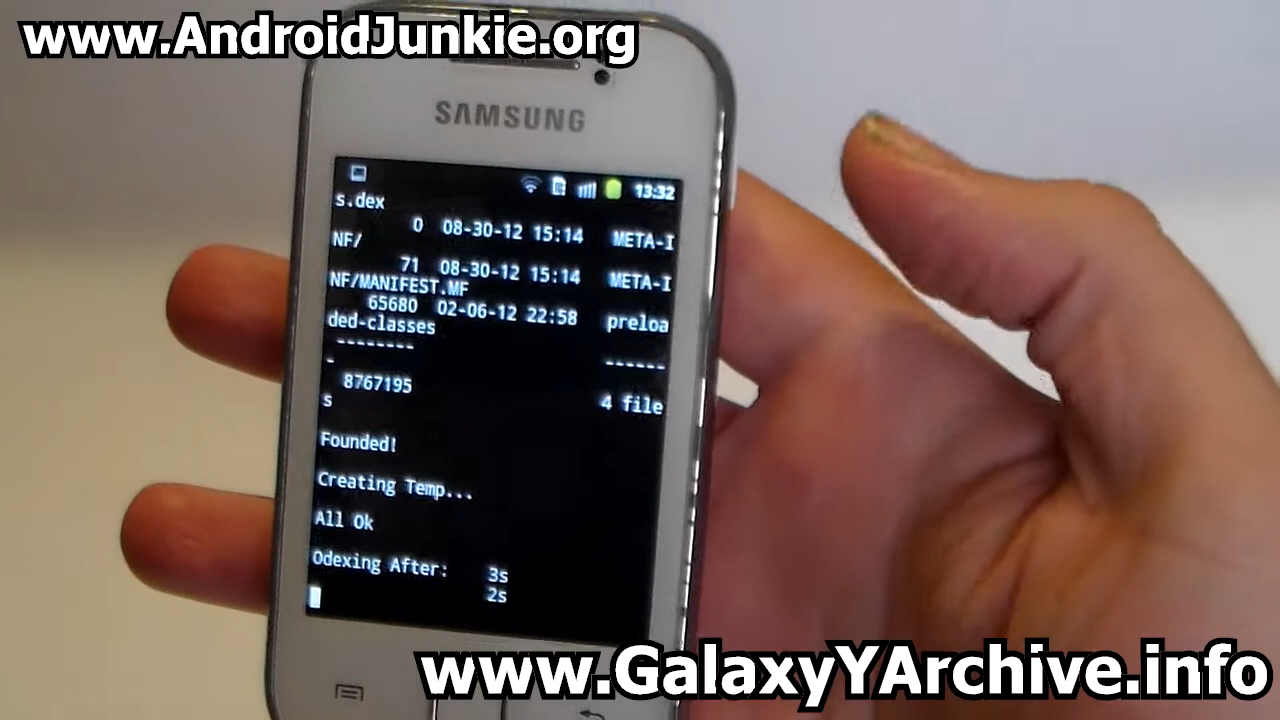 www.AndroidJunkie.org
SAMSUNG
13:32
s.dex
0 08-30-12 15:14 META-I
NF/
71 08-30-12 15:14 META-I
NF/MANIFEST.MF
65680 02-06-12 22:58 preloa
ded-classes
-------- ------
-
8767195 4 file
s
Founded!
Creating Temp...
All Ok
Odexing After: 3s
2s
www.GalaxyYArchive.info